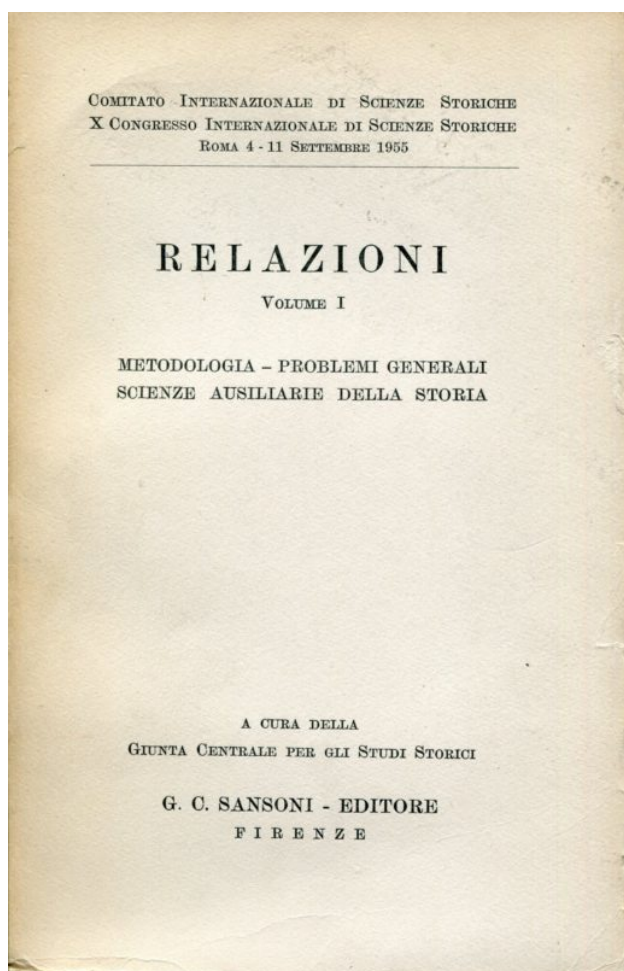 Comitato Internazionale di Scienze Storiche
X Congresso Internazionale di Scienze Storiche
Roma 4 - 11 Settembre 1955
RELAZIONI
Volume I
METODOLOGIA – PROBLEMI GENERALI
SCIENZE AUSILIARIE DELLA STORIA
A CURA DELLA
Giunta Centrale per gli Studi Storici
G. C. SANSONI - EDITORE
FIRENZE